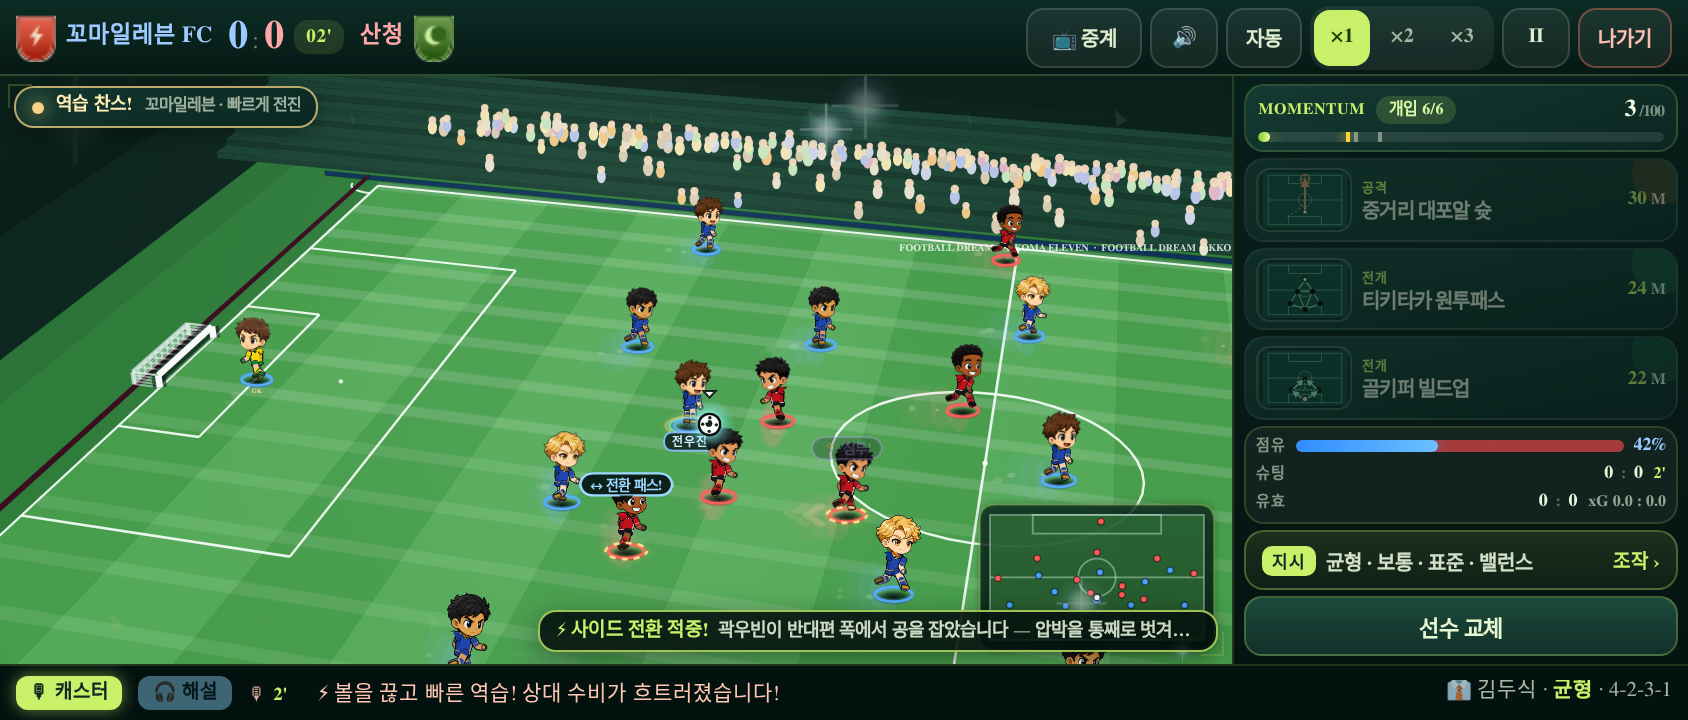 꼬마일레븐 FC 0 : 0 02' 산청
📺 중계 🔊 자동 ×1 ×2 ×3 II 나가기
역습 찬스! 꼬마일레븐 · 빠르게 전진
MOMENTUM 개입 6/6 3 /100
공격
중거리 대포알 슛 30 M
전개
티키타카 원투패스 24 M
전개
골키퍼 빌드업 22 M
FOOTBALL DREAM
KOMA ELEVEN · FOOTBALL DREAM
KKO
GK
전우진
↔ 전환 패스!
점유 42%
슈팅 0 : 0 2'
유효 0 : 0 xG 0.0 : 0.0
지시 균형 · 보통 · 표준 · 밸런스 조작 ›
선수 교체
⚡ 사이드 전환 적중! 곽우빈이 반대편 폭에서 공을 잡았습니다 — 압박을 통째로 벗겨…
🎙 캐스터 🎧 해설 🎙 2' ⚡ 볼을 끊고 빠른 역습! 상대 수비가 흐트러졌습니다!
👔 김두식 · 균형 · 4-2-3-1